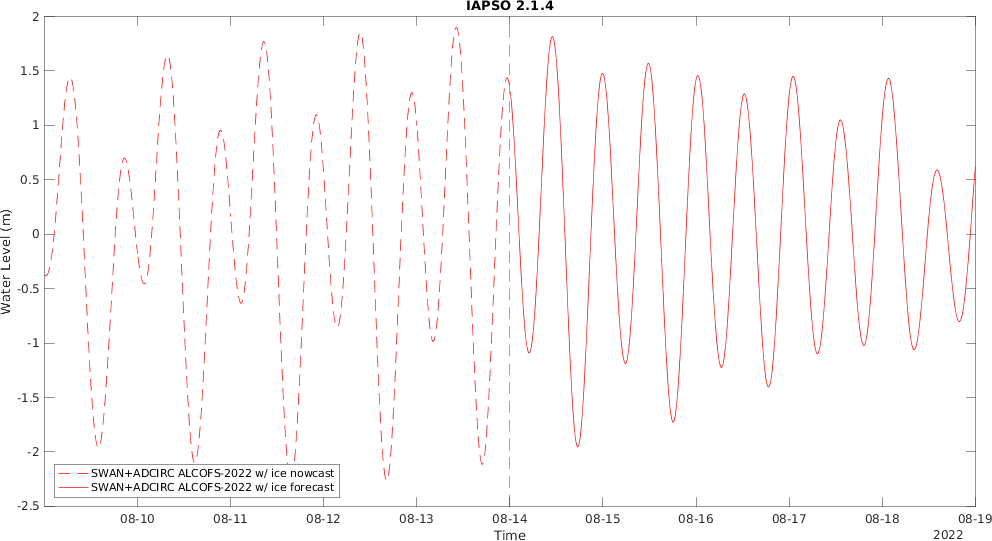 IAPSO 2.1.4
Water Level (m)
2
1.5
1
0.5
0
-0.5
-1
-1.5
-2
-2.5
SWAN+ADCIRC ALCOFS-2022 w/ ice nowcast
SWAN+ADCIRC ALCOFS-2022 w/ ice forecast
08-10 08-11 08-12 08-13 08-14 08-15 08-16 08-17 08-18 08-19
Time
2022